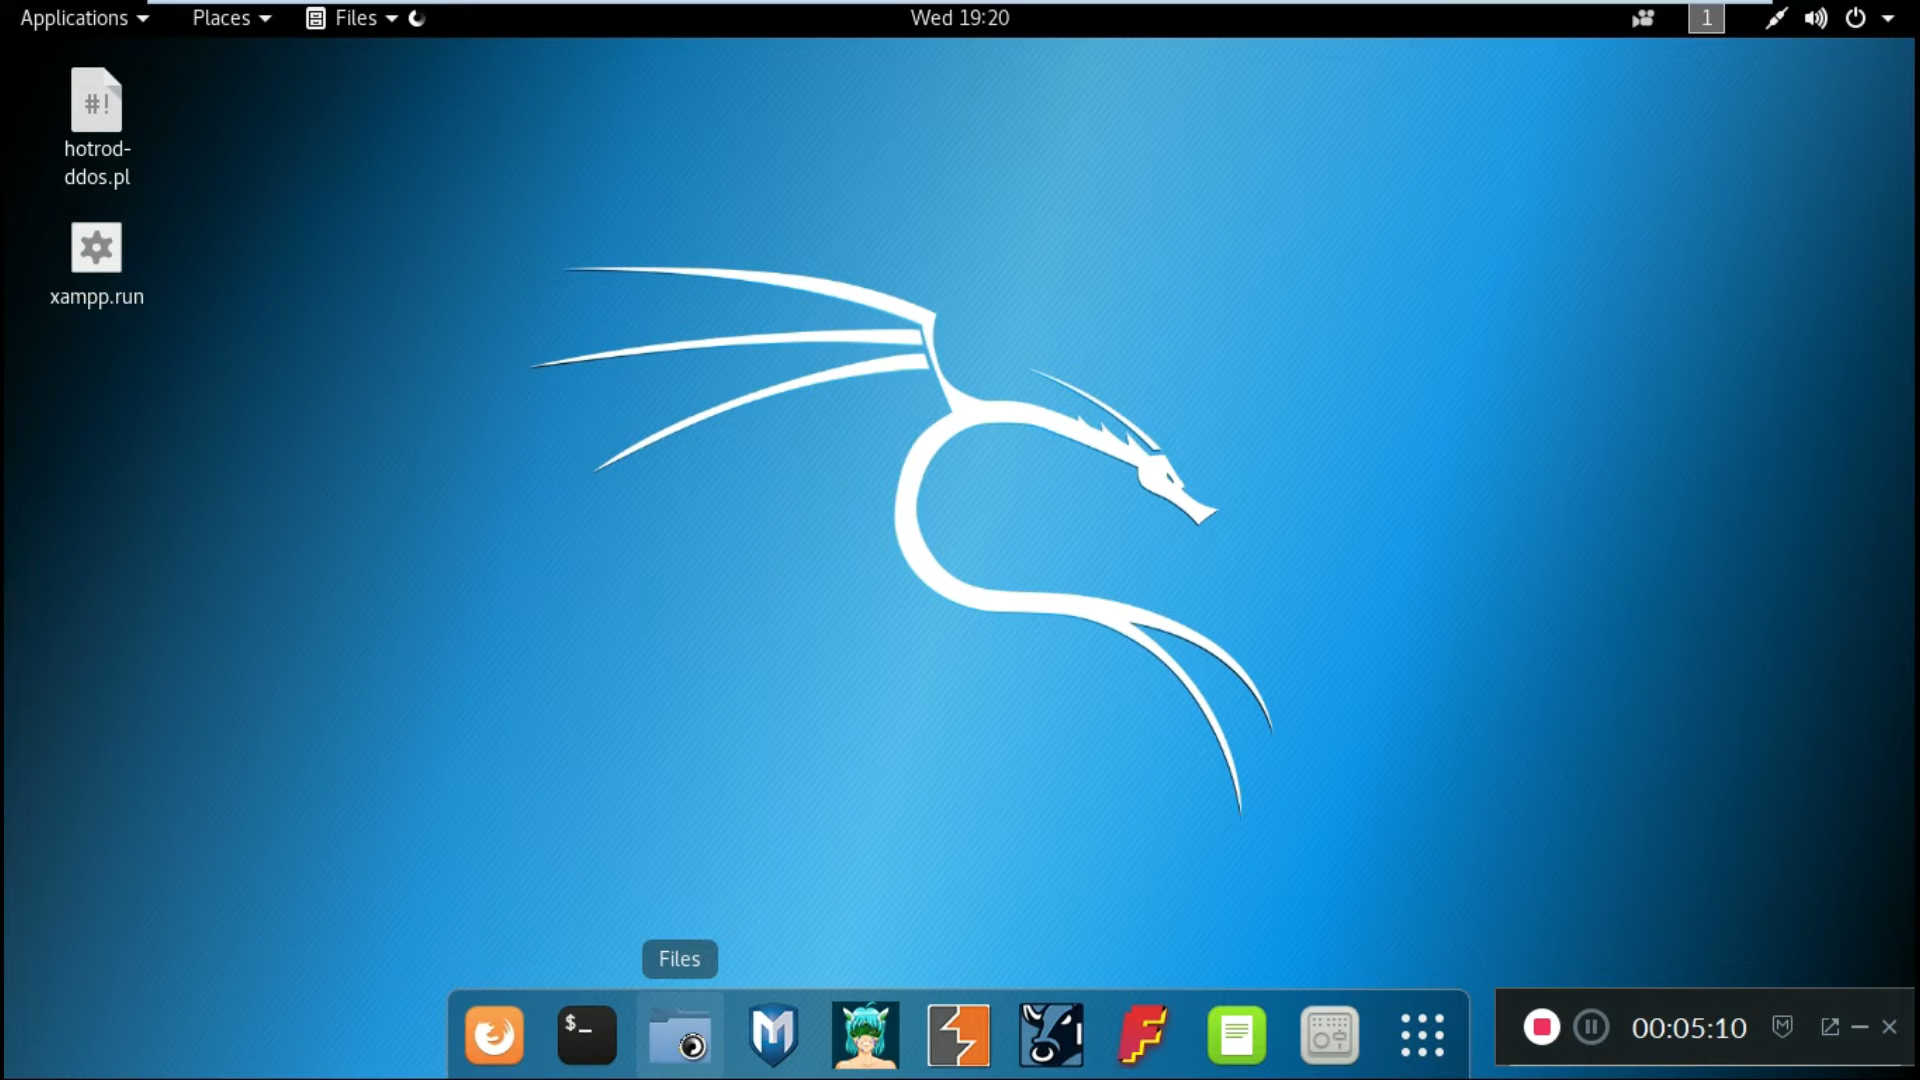 Applications Places Files Wed 19:20 1
#!
hotrod-
ddos.pl
xampp.run
Files
$_
00:05:10